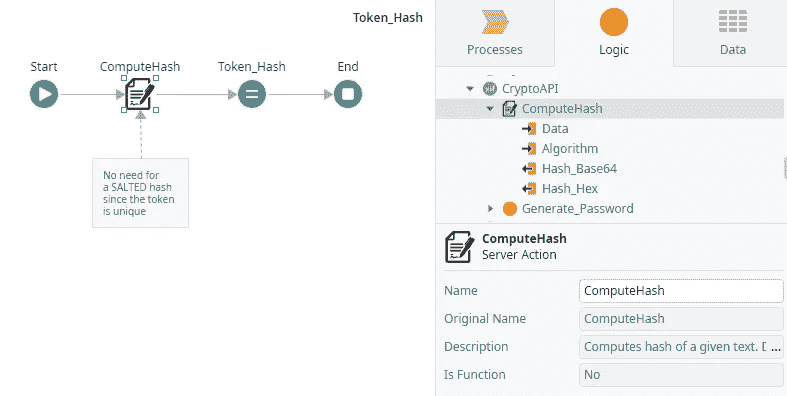 Token_Hash
Start
ComputeHash
Token_Hash
End
No need for
a SALTED hash
since the token
is unique
Processes
Logic
Data
CryptoAPI
ComputeHash
Data
Algorithm
Hash_Base64
Hash_Hex
Generate_Password
ComputeHash
Server Action
Name
ComputeHash
Original Name
ComputeHash
Description
Computes hash of a given text. D ...
Is Function
No